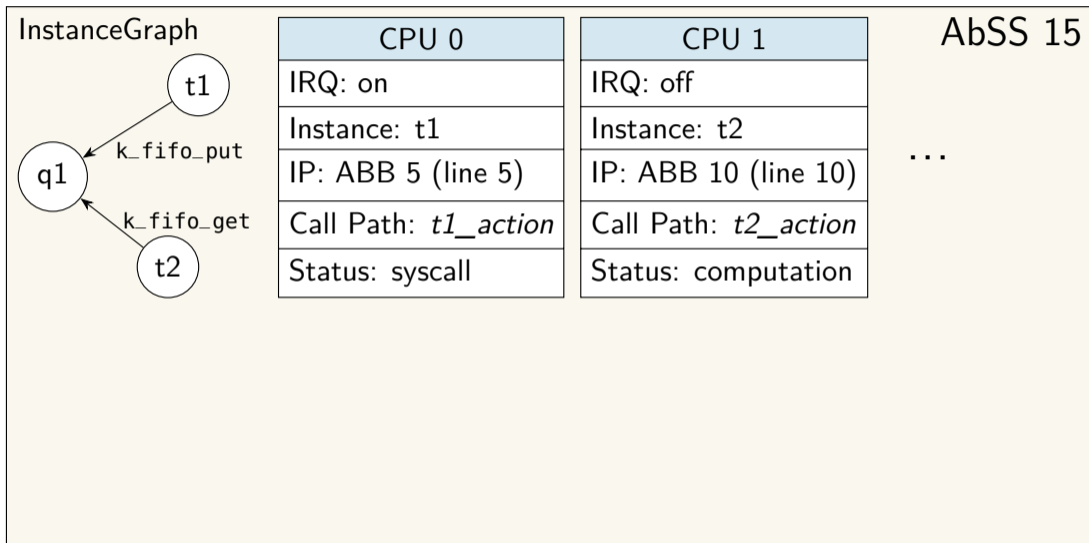 InstanceGraph
t1
k_fifo_put
q1
k_fifo_get
t2
CPU 0
IRQ: on
Instance: t1
IP: ABB 5 (line 5)
Call Path: t1_action
Status: syscall
CPU 1
IRQ: off
Instance: t2
IP: ABB 10 (line 10)
Call Path: t2_action
Status: computation
...
AbSS 15